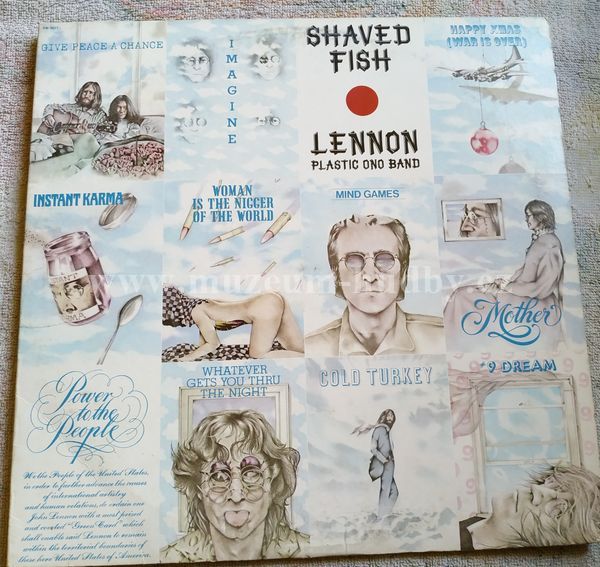 GIVE PEACE A CHANCE
IMAGINE
SHAVED
FISH
LENNON
PLASTIC ONO BAND
HAPPY XMAS
(WAR IS OVER)
INSTANT KARMA
WOMAN
IS THE NIGGER
OF THE WORLD
MIND GAMES
Mother
Power
to the
People
We the People of the United States,
in order to further advance the causes
of international artistry
and human relations, do ordain one
John Lennon with a most prized
and coveted "Green Card" which
shall enable said Lennon to remain
within the territorial boundaries of
these here United States of America.
WHATEVER
GETS YOU THRU
THE NIGHT
COLD TURKEY
#9 DREAM
9
9
9
9
www.muzeum-hudby.cz